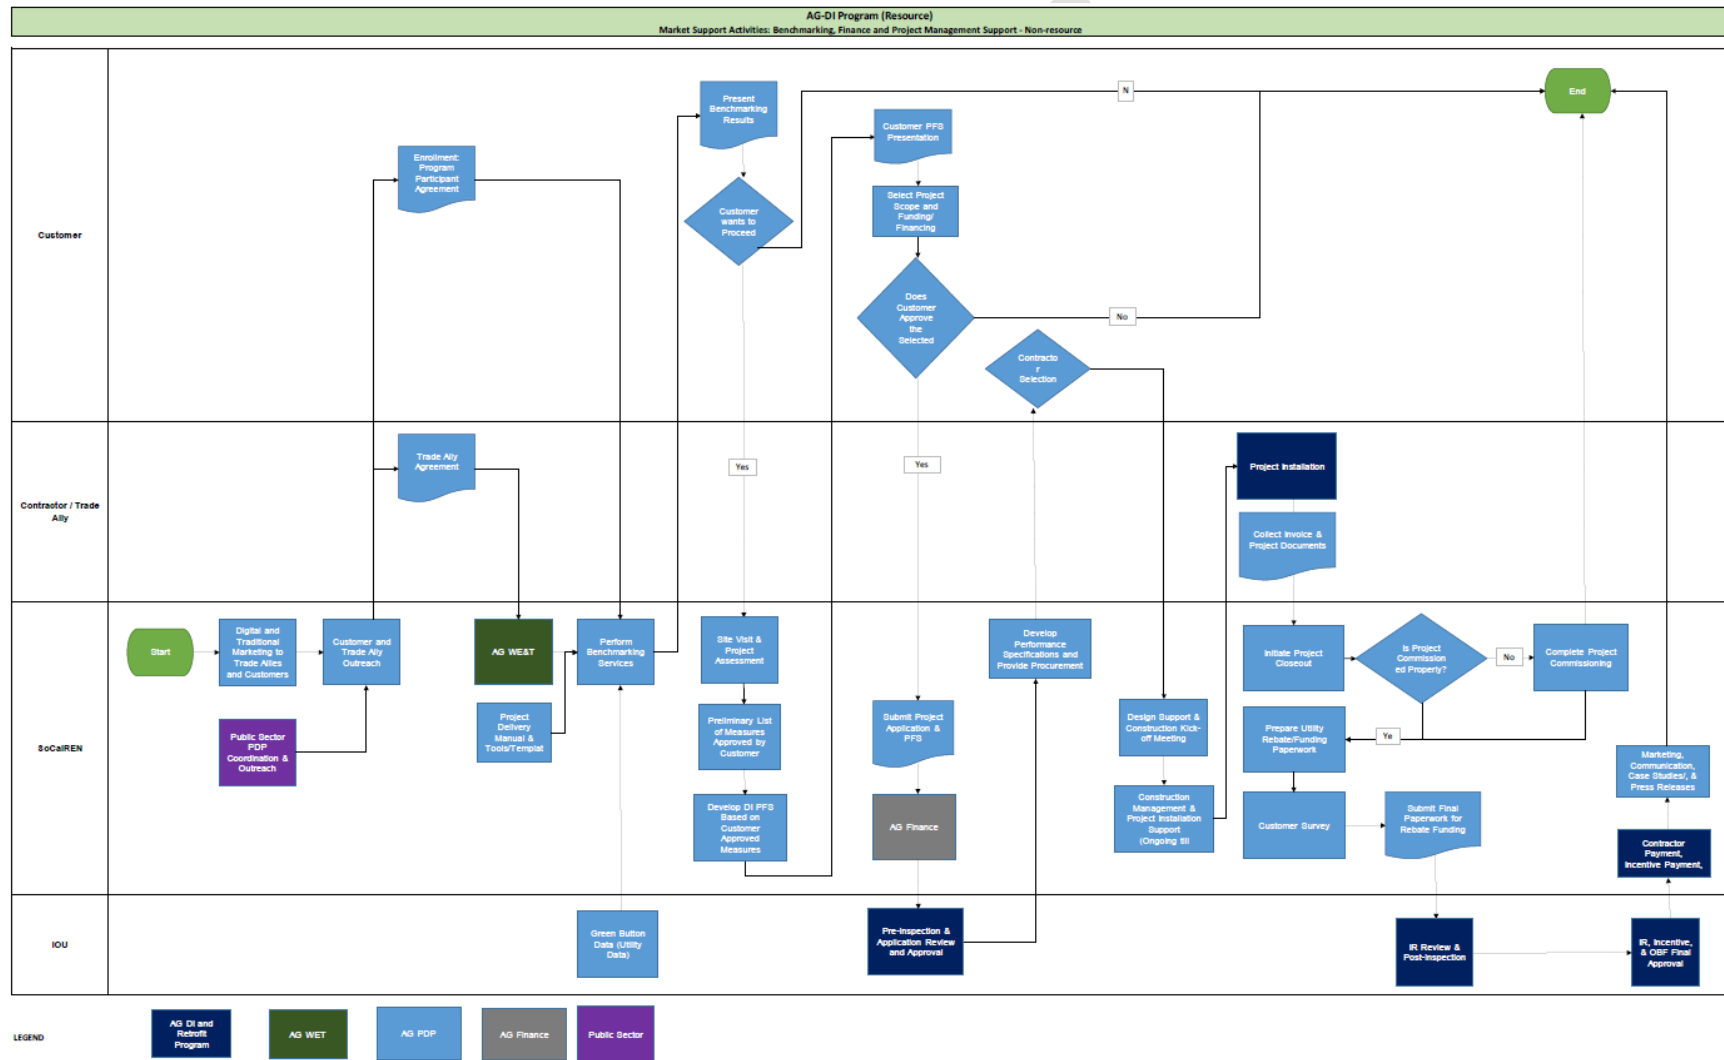 AG-DI Program (Resource)
Market Support Activities: Benchmarking, Finance and Project Management Support - Non-resource
Customer
Enrollment:
Program
Participant
Agreement
Present
Benchmarking
Results
Customer
wants to
Proceed
N
Customer PFS
Presentation
Select Project
Scope and
Funding/
Financing
Does
Customer
Approve
the
Selected
No
Contracto
r
Selection
End
Contractor / Trade
Ally
Trade Ally
Agreement
Yes
Yes
Project Installation
Collect Invoice &
Project Documents
SoCalREN
Start
Digital and
Traditional
Marketing to
Trade Allies
and Customers
Customer and
Trade Ally
Outreach
Public Sector
PDP
Coordination &
Outreach
AG WE&T
Project
Delivery
Manual &
Tools/Templat
Perform
Benchmarking
Services
Site Visit &
Project
Assessment
Preliminary List
of Measures
Approved by
Customer
Develop DI PFS
Based on
Customer
Approved
Measures
Submit Project
Application &
PFS
AG Finance
Develop
Performance
Specifications and
Provide Procurement
Design Support &
Construction Kick-
off Meeting
Construction
Management &
Project Installation
Support
(Ongoing till
Initiate Project
Closeout
Is Project
Commission
ed Properly?
No
Complete Project
Commissioning
Prepare Utility
Rebate/Funding
Paperwork
Ye
Customer Survey
Submit Final
Paperwork for
Rebate Funding
Marketing,
Communication,
Case Studies/, &
Press Releases
Contractor
Payment,
Incentive Payment,
IOU
Green Button
Data (Utility
Data)
Pre-Inspection &
Application Review
and Approval
IR Review &
Post-Inspection
IR, Incentive,
& OBF Final
Approval
LEGEND
AG DI and
Retrofit
Program
AG WET
AG PDP
AG Finance
Public Sector